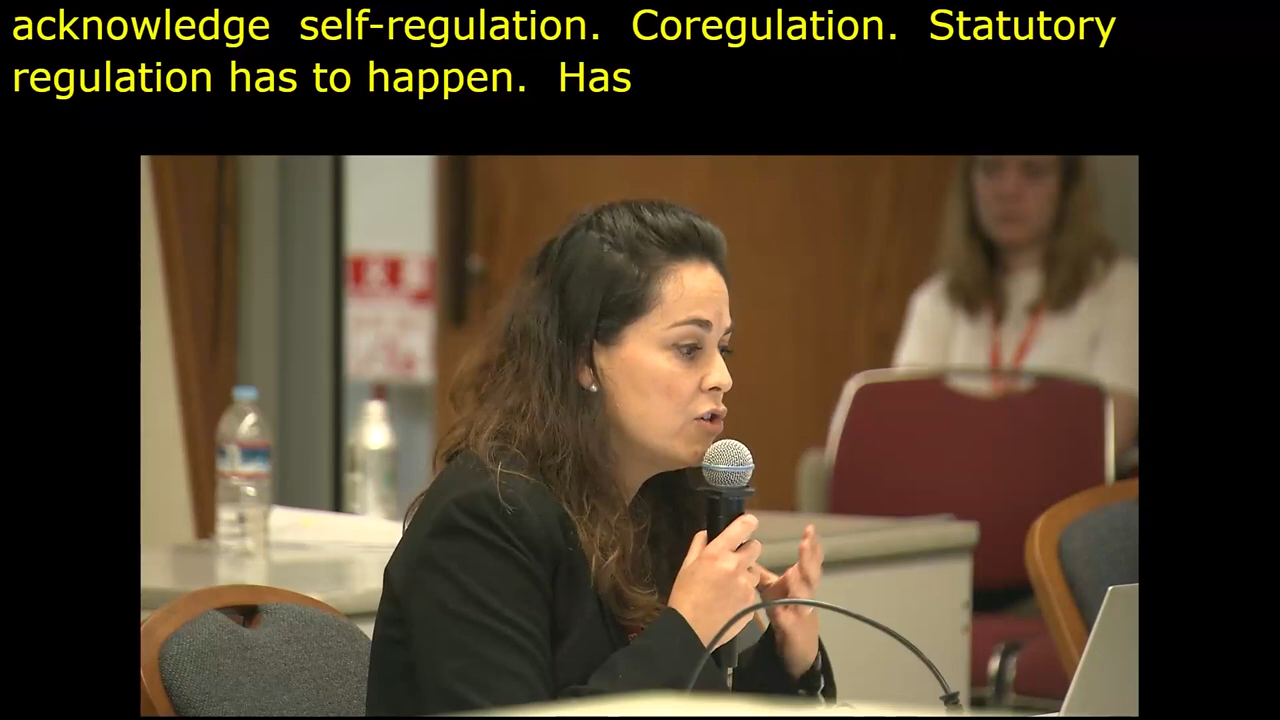 acknowledge  self-regulation.  Coregulation.  Statutory
regulation has to happen.  Has